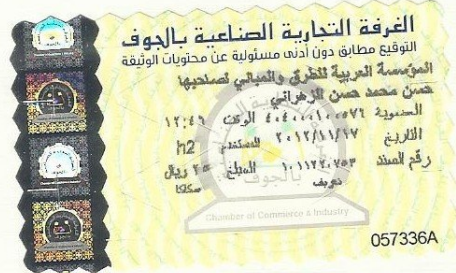 الغرفة التجارية الصناعية بالجوف
التوقيع مطابق دون أدنى مسئولية عن محتويات الوثيقة
المؤسسة العربية للطرق والمباني لصاحبها
حسن محمد حسن الزهراني
العضوية ٤٠٤٠٠٠١٠٠٥٧٦ الوقت ١٢:٤٦
التاريخ ٢٠١٢/١١/١٧ المستخدم h2
رقم السند ١٠١١٢٢٠٧٥٣ المبلغ ٢٥ ريال
تعريف سكاكا
بالجوف
Chamber of Commerce & Industry
057336A